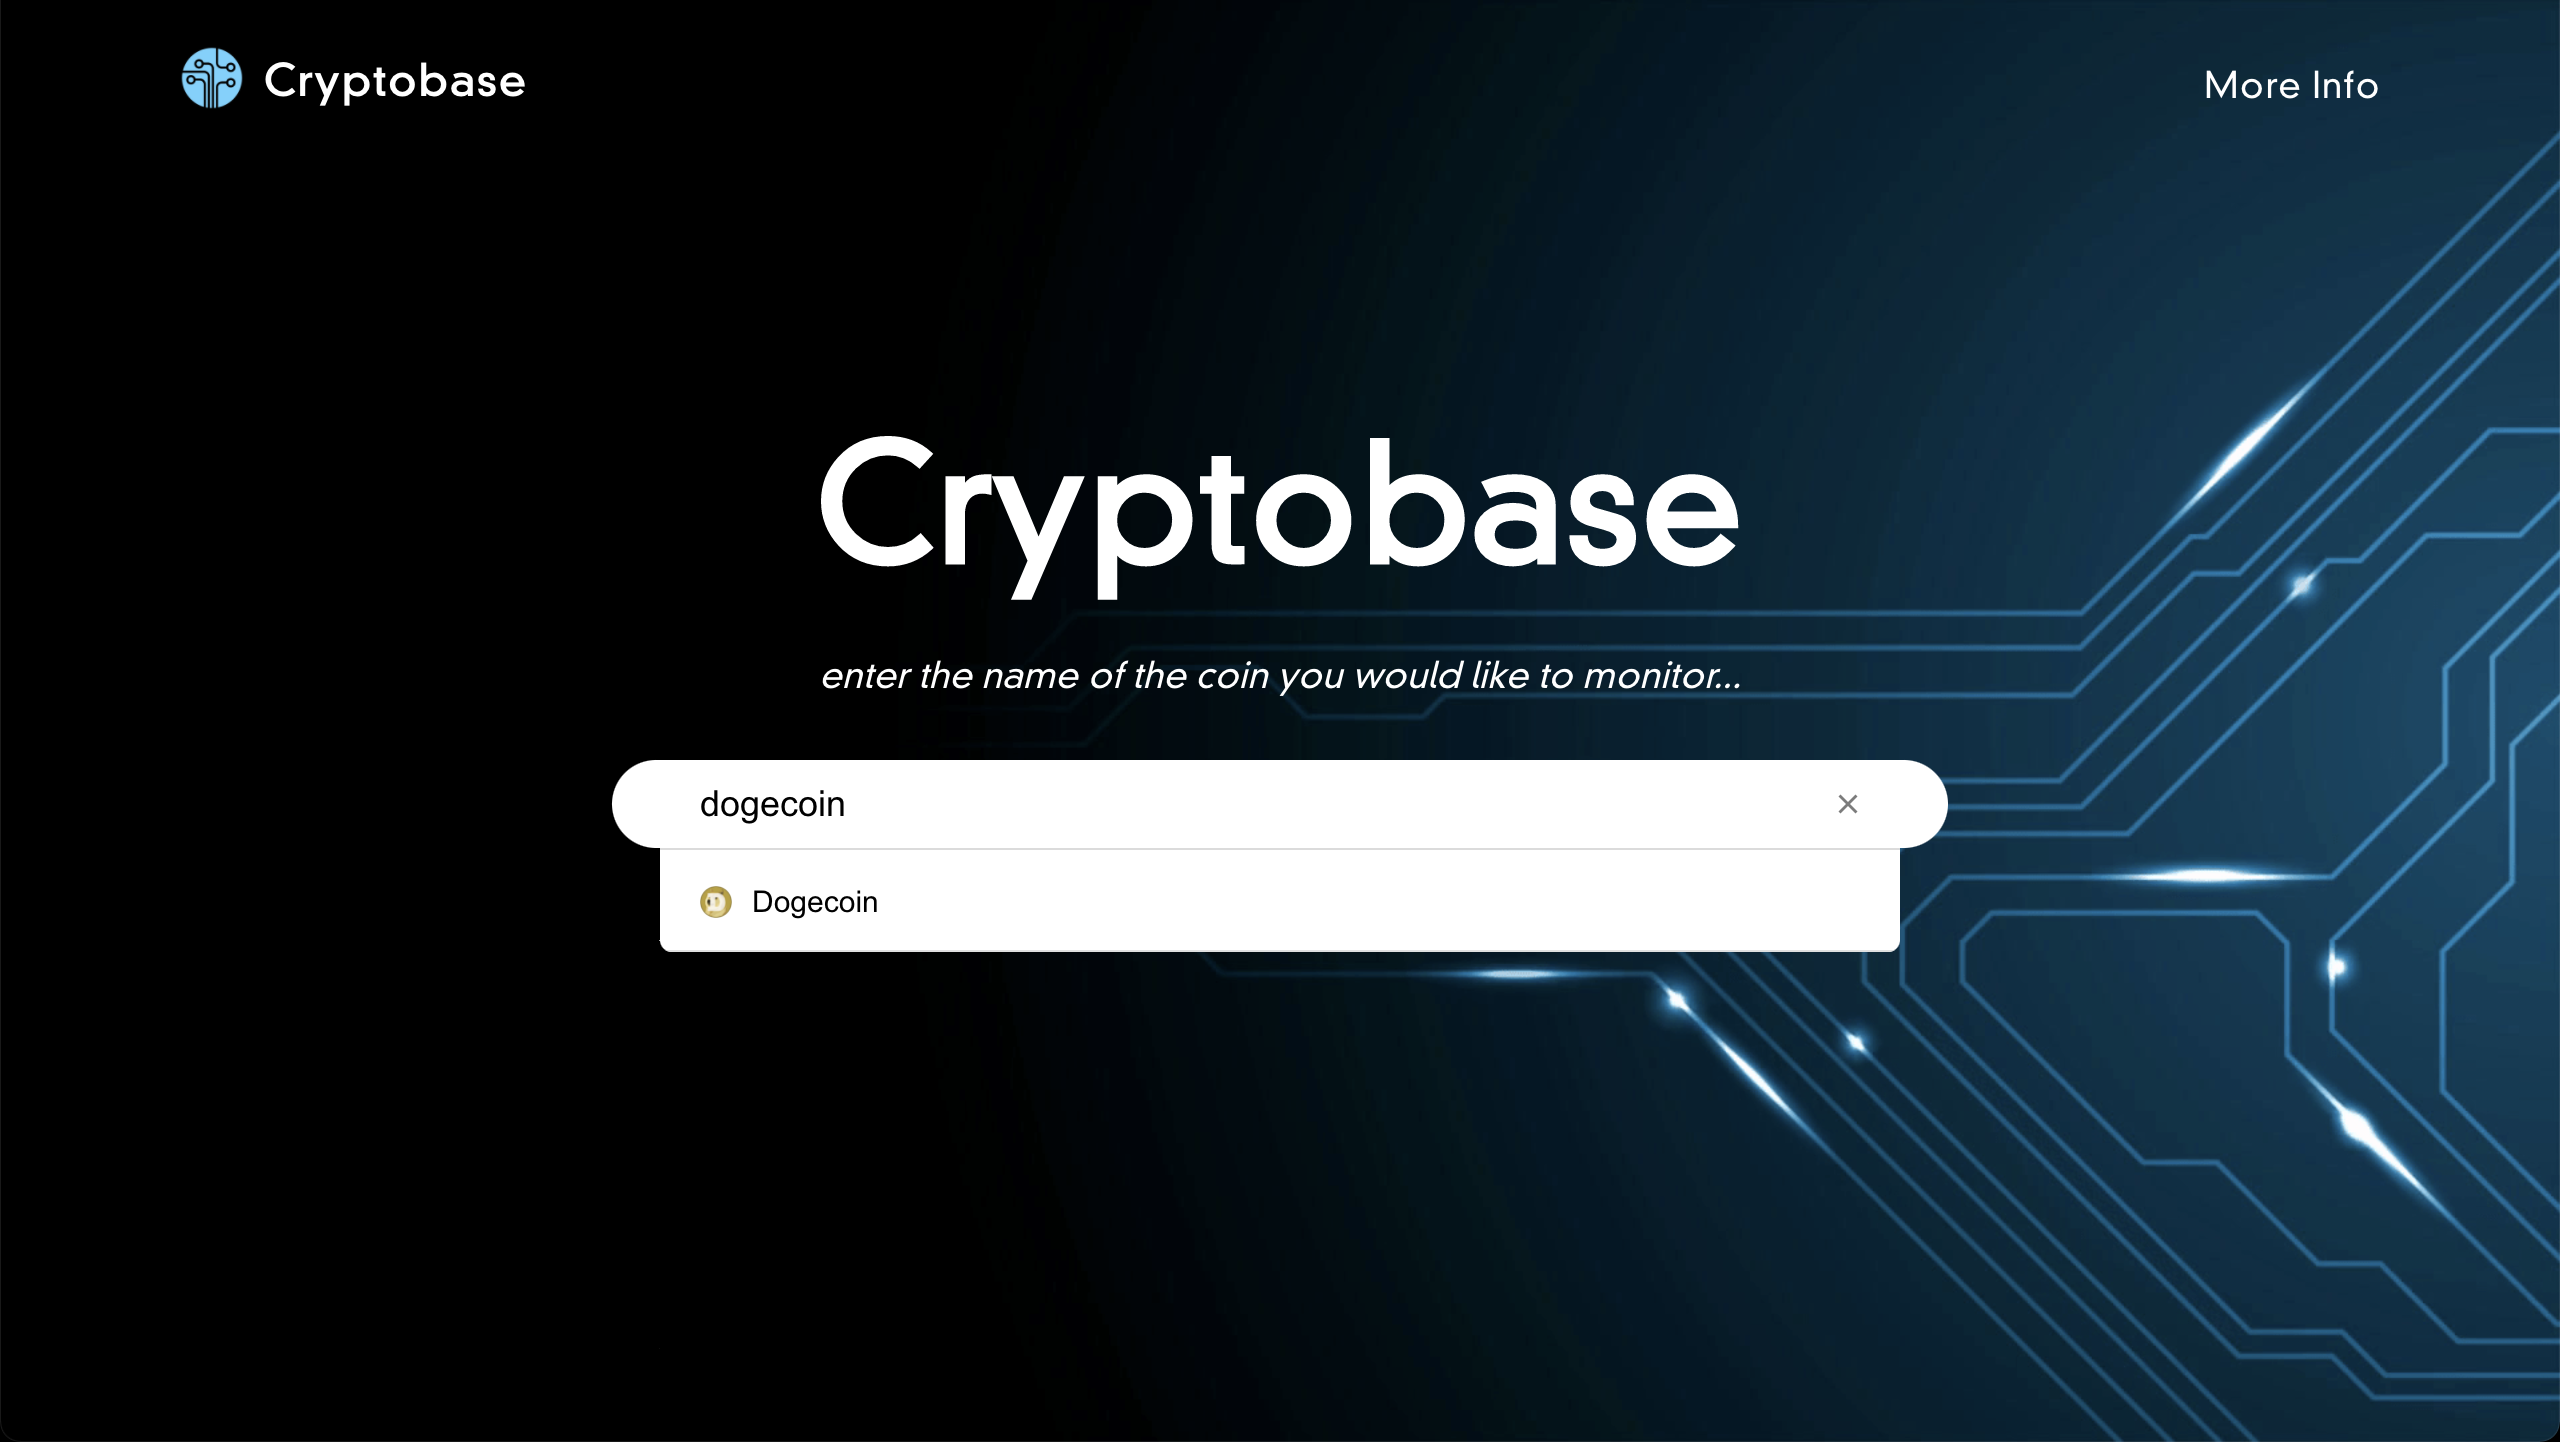 Cryptobase
More Info
Cryptobase
enter the name of the coin you would like to monitor...
dogecoin
Dogecoin